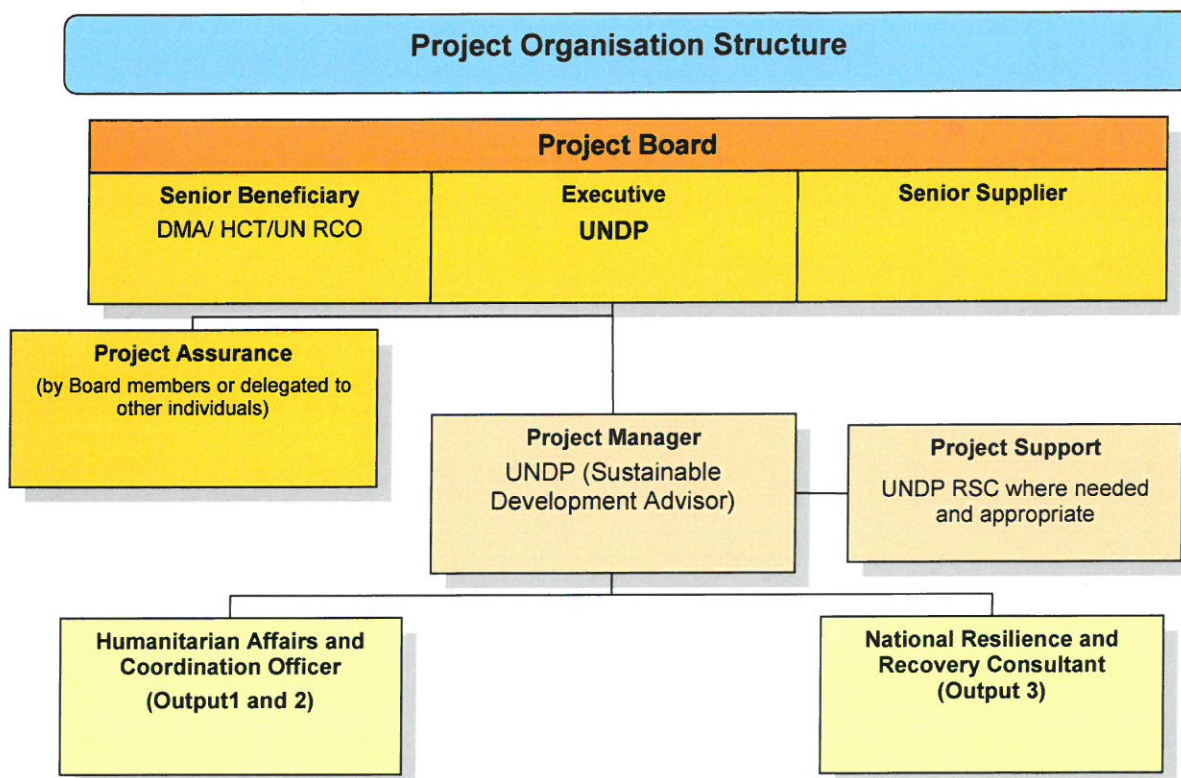 Project Organisation Structure
Project Board
Senior Beneficiary
DMA/ HCT/UN RCO
Executive
UNDP
Senior Supplier
Project Assurance
(by Board members or delegated to
other individuals)
Project Manager
UNDP (Sustainable
Development Advisor)
Project Support
UNDP RSC where needed
and appropriate
Humanitarian Affairs and
Coordination Officer
(Output1 and 2)
National Resilience and
Recovery Consultant
(Output 3)